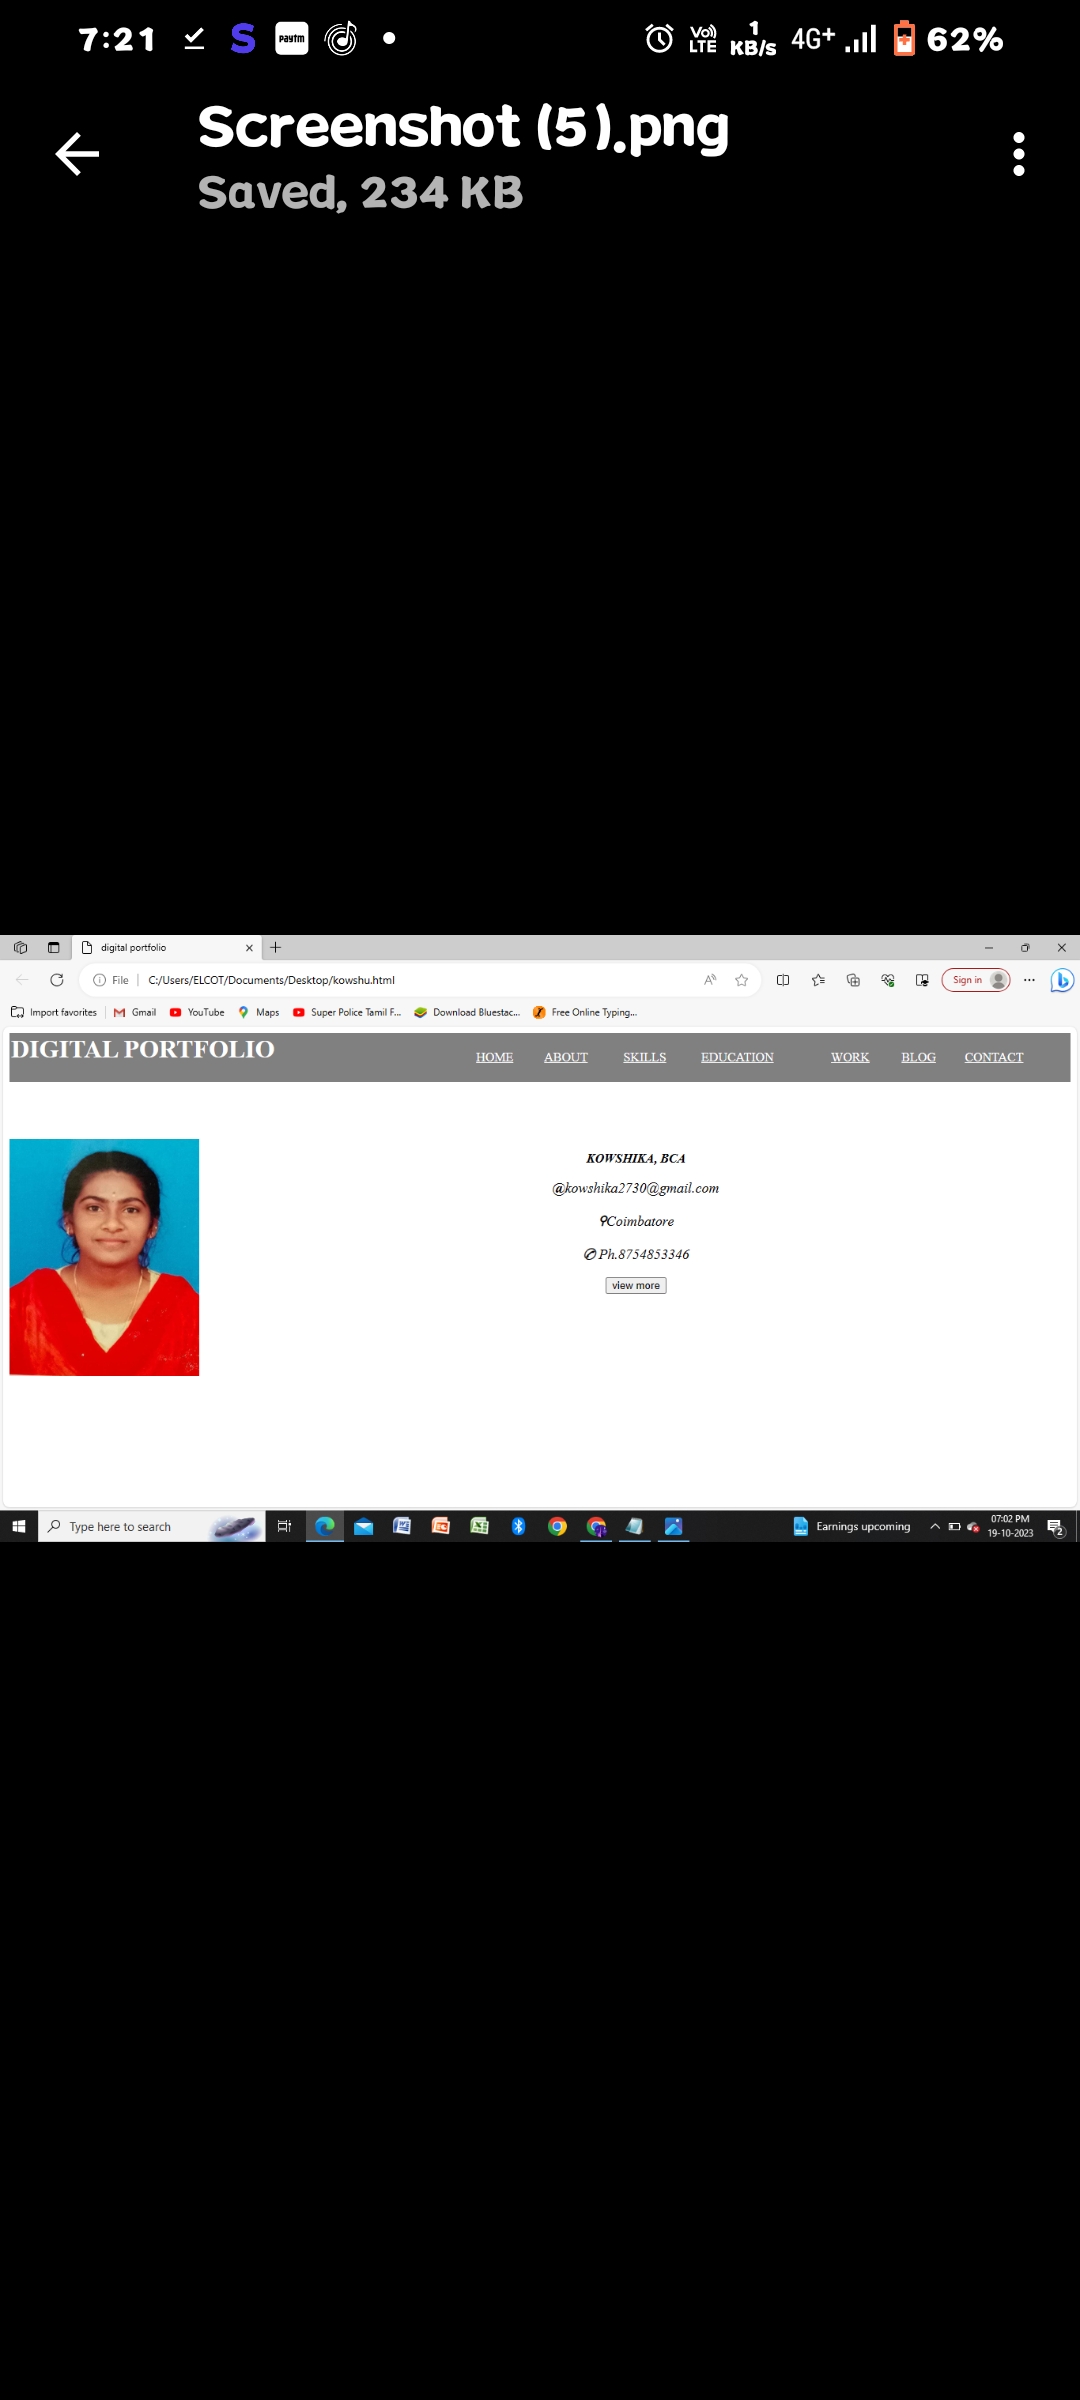 7:21 S paytm 1 KB/s Vo) LTE 4G+ 62%
Screenshot (5).png
Saved, 234 KB
digital portfolio
File C:/Users/ELCOT/Documents/Desktop/kowshu.html Sign in
Import favorites Gmail YouTube Maps Super Police Tamil F... Download Bluestac... Free Online Typing...
DIGITAL PORTFOLIO HOME ABOUT SKILLS EDUCATION WORK BLOG CONTACT
KOWSHIKA, BCA
@kowshika2730@gmail.com
Coimbatore
✆ Ph.8754853346
view more
Type here to search Earnings upcoming 07:02 PM
19-10-2023 2